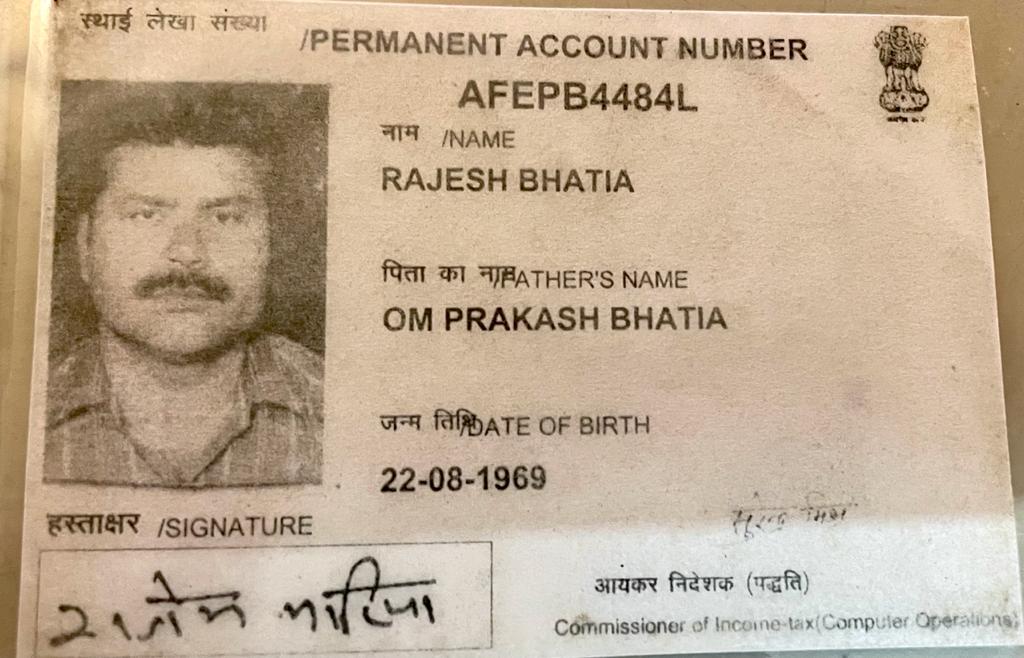 स्थाई लेखा संख्या /PERMANENT ACCOUNT NUMBER
AFEPB4484L
नाम /NAME
RAJESH BHATIA
पिता का नाम/FATHER'S NAME
OM PRAKASH BHATIA
जन्म तिथि/DATE OF BIRTH
22-08-1969
हस्ताक्षर /SIGNATURE
राजेश भाटिया
आयकर निदेशक (पद्धति)
Commissioner of Income-tax(Computer Operations)